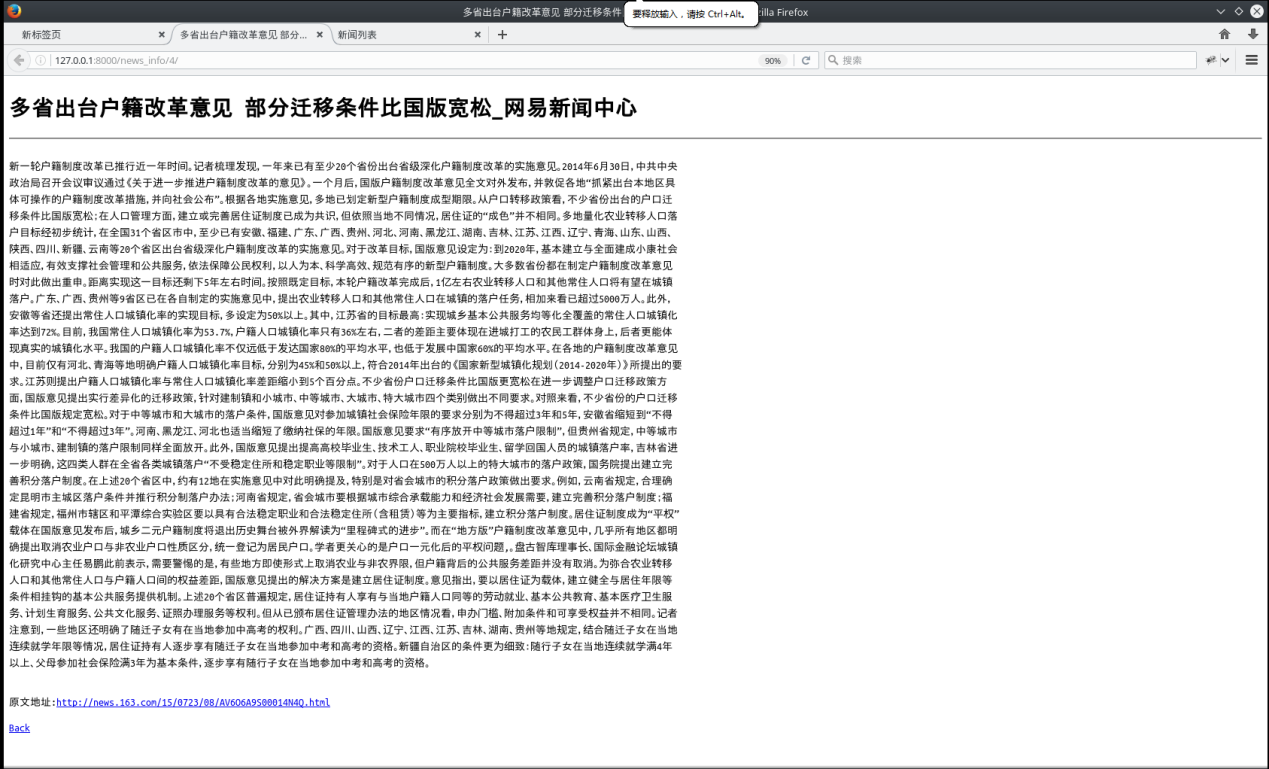 多省出台户籍改革意见 部分迁移条件
要释放输入，请按 Ctrl+Alt。
zilla Firefox
新标签页
多省出台户籍改革意见 部分...
新闻列表
127.0.0.1:8000/news_info/4/
90%
搜索
多省出台户籍改革意见 部分迁移条件比国版宽松_网易新闻中心
新一轮户籍制度改革已推行近一年时间。记者梳理发现,一年来已有至少20个省份出台省级深化户籍制度改革的实施意见。2014年6月30日,中共中央
政治局召开会议审议通过《关于进一步推进户籍制度改革的意见》。一个月后,国版户籍制度改革意见全文对外发布,并敦促各地“抓紧出台本地区具
体可操作的户籍制度改革措施,并向社会公布”。根据各地实施意见,多地已划定新型户籍制度成型期限。从户口转移政策看,不少省份出台的户口迁
移条件比国版宽松;在人口管理方面,建立或完善居住证制度已成为共识,但依照当地不同情况,居住证的“成色”并不相同。多地量化农业转移人口落
户目标经初步统计,在全国31个省区市中,至少已有安徽、福建、广东、广西、贵州、河北、河南、黑龙江、湖南、吉林、江苏、江西、辽宁、青海、山东、山西、
陕西、四川、新疆、云南等20个省区出台省级深化户籍制度改革的实施意见。对于改革目标,国版意见设定为:到2020年,基本建立与全面建成小康社会
相适应,有效支撑社会管理和公共服务,依法保障公民权利,以人为本、科学高效、规范有序的新型户籍制度。大多数省份都在制定户籍制度改革意见
时对此做出重申。距离实现这一目标还剩下5年左右时间。按照既定目标,本轮户籍改革完成后,1亿左右农业转移人口和其他常住人口将有望在城镇
落户。广东、广西、贵州等9省区已在各自制定的实施意见中,提出农业转移人口和其他常住人口在城镇的落户任务,相加来看已超过5000万人。此外,
安徽等省还提出常住人口城镇化率的实现目标,多设定为50%以上。其中,江苏省的目标最高:实现城乡基本公共服务均等化全覆盖的常住人口城镇化
率达到72%。目前,我国常住人口城镇化率为53.7%,户籍人口城镇化率只有36%左右,二者的差距主要体现在进城打工的农民工群体身上,后者更能体
现真实的城镇化水平。我国的户籍人口城镇化率不仅远低于发达国家80%的平均水平,也低于发展中国家60%的平均水平。在各地的户籍制度改革意见
中,目前仅有河北、青海等地明确户籍人口城镇化率目标,分别为45%和50%以上,符合2014年出台的《国家新型城镇化规划(2014-2020年)》所提出的要
求。江苏则提出户籍人口城镇化率与常住人口城镇化率差距缩小到5个百分点。不少省份户口迁移条件比国版更宽松在进一步调整户口迁移政策方
面,国版意见提出实行差异化的迁移政策,针对建制镇和小城市、中等城市、大城市、特大城市四个类别做出不同要求。对照来看,不少省份的户口迁移
条件比国版规定宽松。对于中等城市和大城市的落户条件,国版意见对参加城镇社会保险年限的要求分别为不得超过3年和5年,安徽省缩短到“不得
超过1年”和“不得超过3年”。河南、黑龙江、河北也适当缩短了缴纳社保的年限。国版意见要求“有序放开中等城市落户限制”,但贵州省规定,中等城市
与小城市、建制镇的落户限制同样全面放开。此外,国版意见提出提高高校毕业生、技术工人、职业院校毕业生、留学回国人员的城镇落户率,吉林省进
一步明确,这四类人群在全省各类城镇落户“不受稳定住所和稳定职业等限制”。对于人口在500万人以上的特大城市的落户政策,国务院提出建立完
善积分落户制度。在上述20个省区中,约有12地在实施意见中对此明确提及,特别是对省会城市的积分落户政策做出要求。例如,云南省规定,合理确
定昆明市主城区落户条件并推行积分制落户办法;河南省规定,省会城市要根据城市综合承载能力和经济社会发展需要,建立完善积分落户制度;福
建省规定,福州市辖区和平潭综合实验区要以具有合法稳定职业和合法稳定住所(含租赁)等为主要指标,建立积分落户制度。居住证制度成为“平权”
载体在国版意见发布后,城乡二元户籍制度将退出历史舞台被外界解读为“里程碑式的进步”。而在“地方版”户籍制度改革意见中,几乎所有地区都明
确提出取消农业户口与非农业户口性质区分,统一登记为居民户口。学者更关心的是户口一元化后的平权问题,。盘古智库理事长、国际金融论坛城镇
化研究中心主任易鹏此前表示,需要警惕的是,有些地方即使形式上取消农业与非农界限,但户籍背后的公共服务差距并没有取消。为弥合农业转移
人口和其他常住人口与户籍人口间的权益差距,国版意见提出的解决方案是建立居住证制度。意见指出,要以居住证为载体,建立健全与居住年限等
条件相挂钩的基本公共服务提供机制。上述20个省区普遍规定,居住证持有人享有与当地户籍人口同等的劳动就业、基本公共教育、基本医疗卫生服
务、计划生育服务、公共文化服务、证照办理服务等权利。但从已颁布居住证管理办法的地区情况看,申办门槛、附加条件和可享受权益并不相同。记者
注意到,一些地区还明确了随迁子女有在当地参加中高考的权利。广西、四川、山西、辽宁、江西、江苏、吉林、湖南、贵州等地规定,结合随迁子女在当地
连续就学年限等情况,居住证持有人逐步享有随迁子女在当地参加中考和高考的资格。新疆自治区的条件更为细致:随行子女在当地连续就学满4年
以上、父母参加社会保险满3年为基本条件,逐步享有随行子女在当地参加中考和高考的资格。
原文地址:http://news.163.com/15/0723/08/AV6O6A9S00014N4Q.html
Back